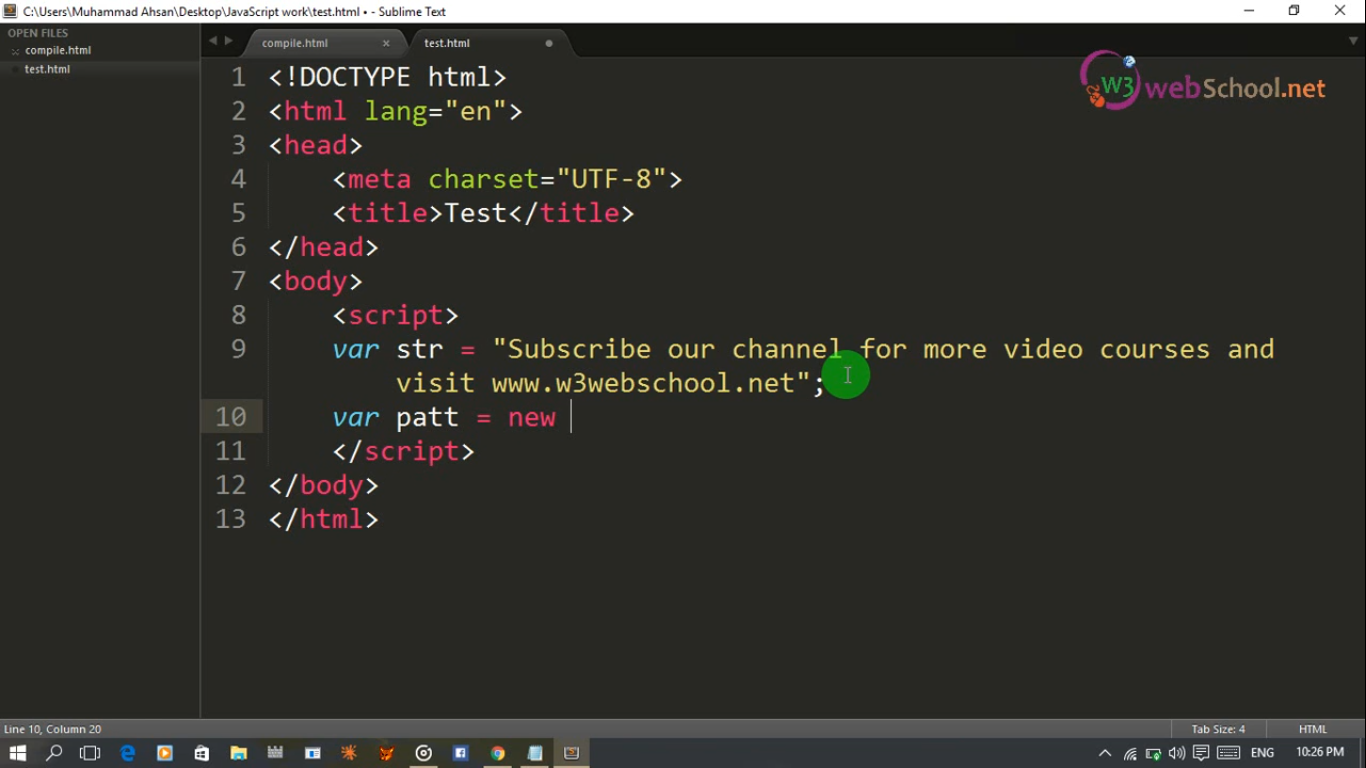 C:\Users\Muhammad Ahsan\Desktop\JavaScript work\test.html • - Sublime Text
OPEN FILES
compile.html
test.html
compile.html ×
test.html
W3 webSchool.net
1 <!DOCTYPE html>
2 <html lang="en">
3 <head>
4 <meta charset="UTF-8">
5 <title>Test</title>
6 </head>
7 <body>
8 <script>
9 var str = "Subscribe our channel for more video courses and
visit www.w3webschool.net";
10 var patt = new
11 </script>
12 </body>
13 </html>
Line 10, Column 20
Tab Size: 4
HTML
ENG
10:26 PM